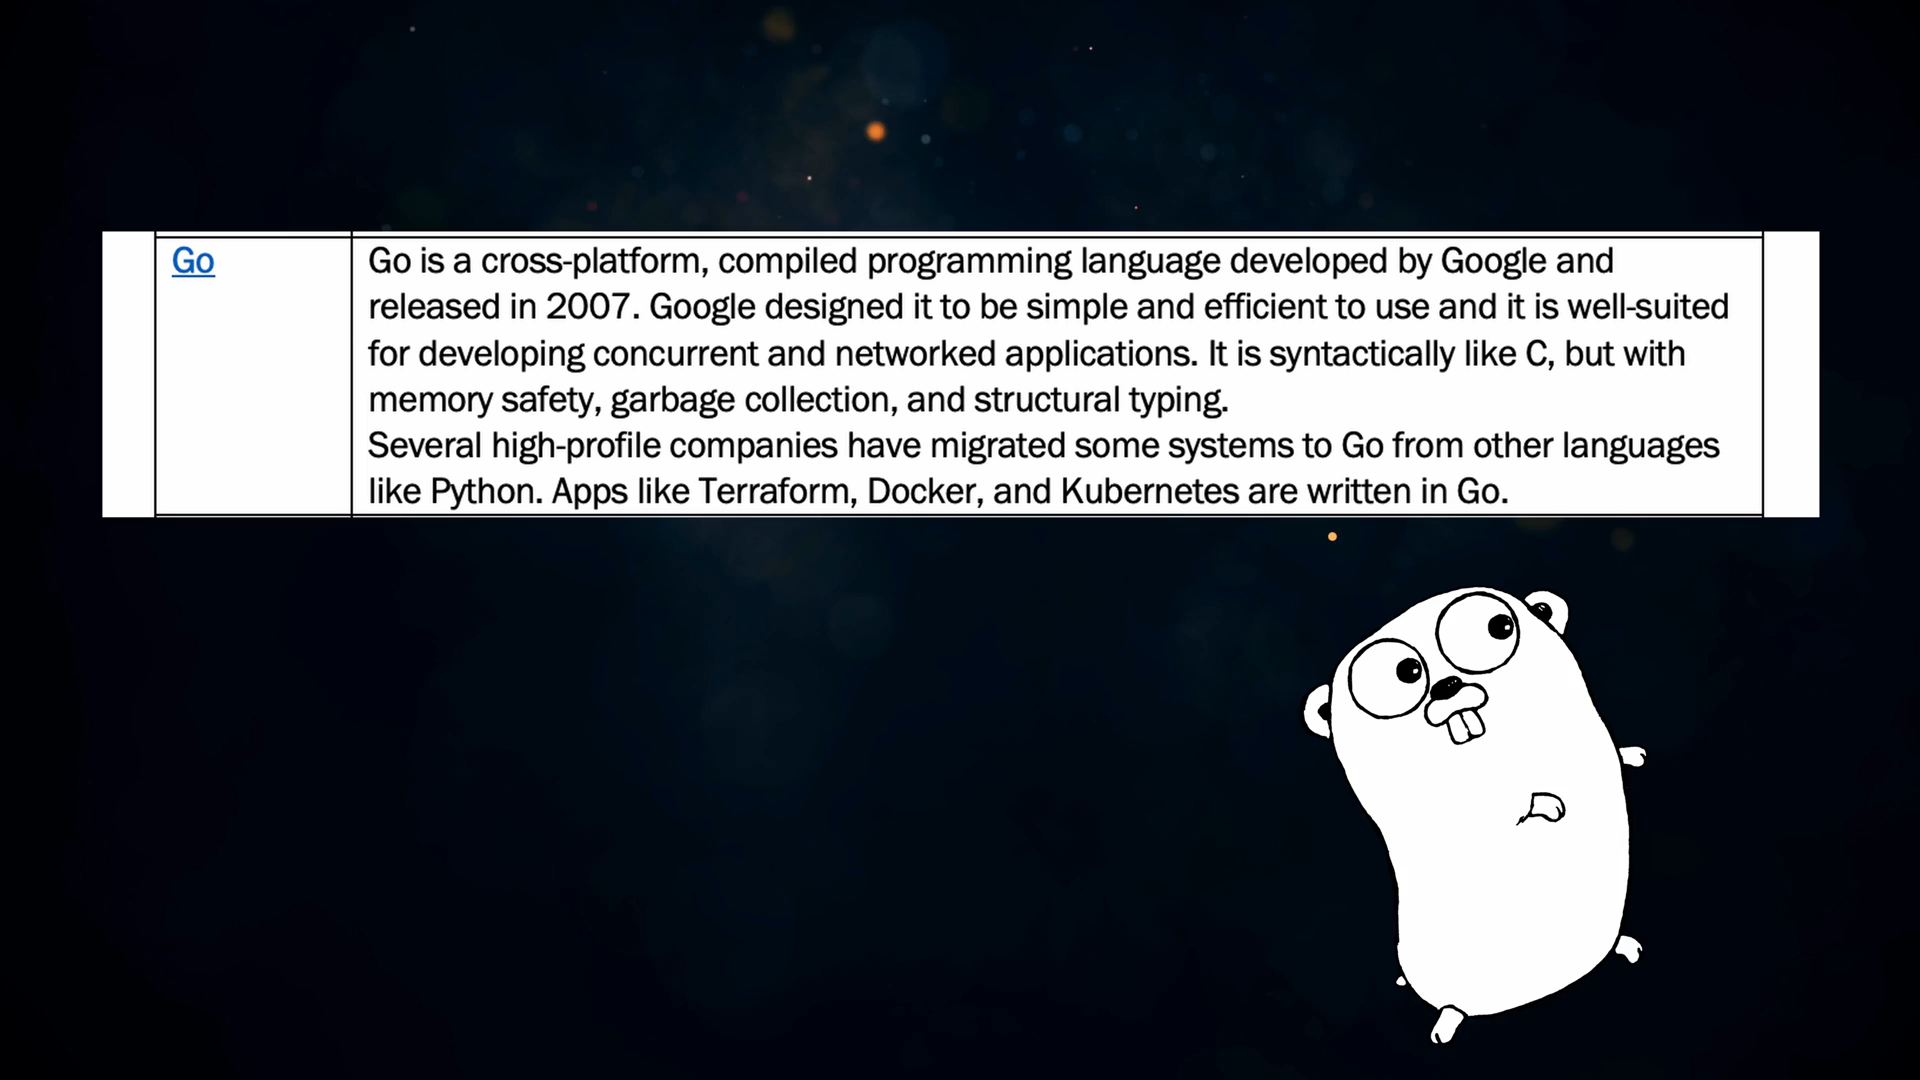 Go
Go is a cross-platform, compiled programming language developed by Google and
released in 2007. Google designed it to be simple and efficient to use and it is well-suited
for developing concurrent and networked applications. It is syntactically like C, but with
memory safety, garbage collection, and structural typing.
Several high-profile companies have migrated some systems to Go from other languages
like Python. Apps like Terraform, Docker, and Kubernetes are written in Go.